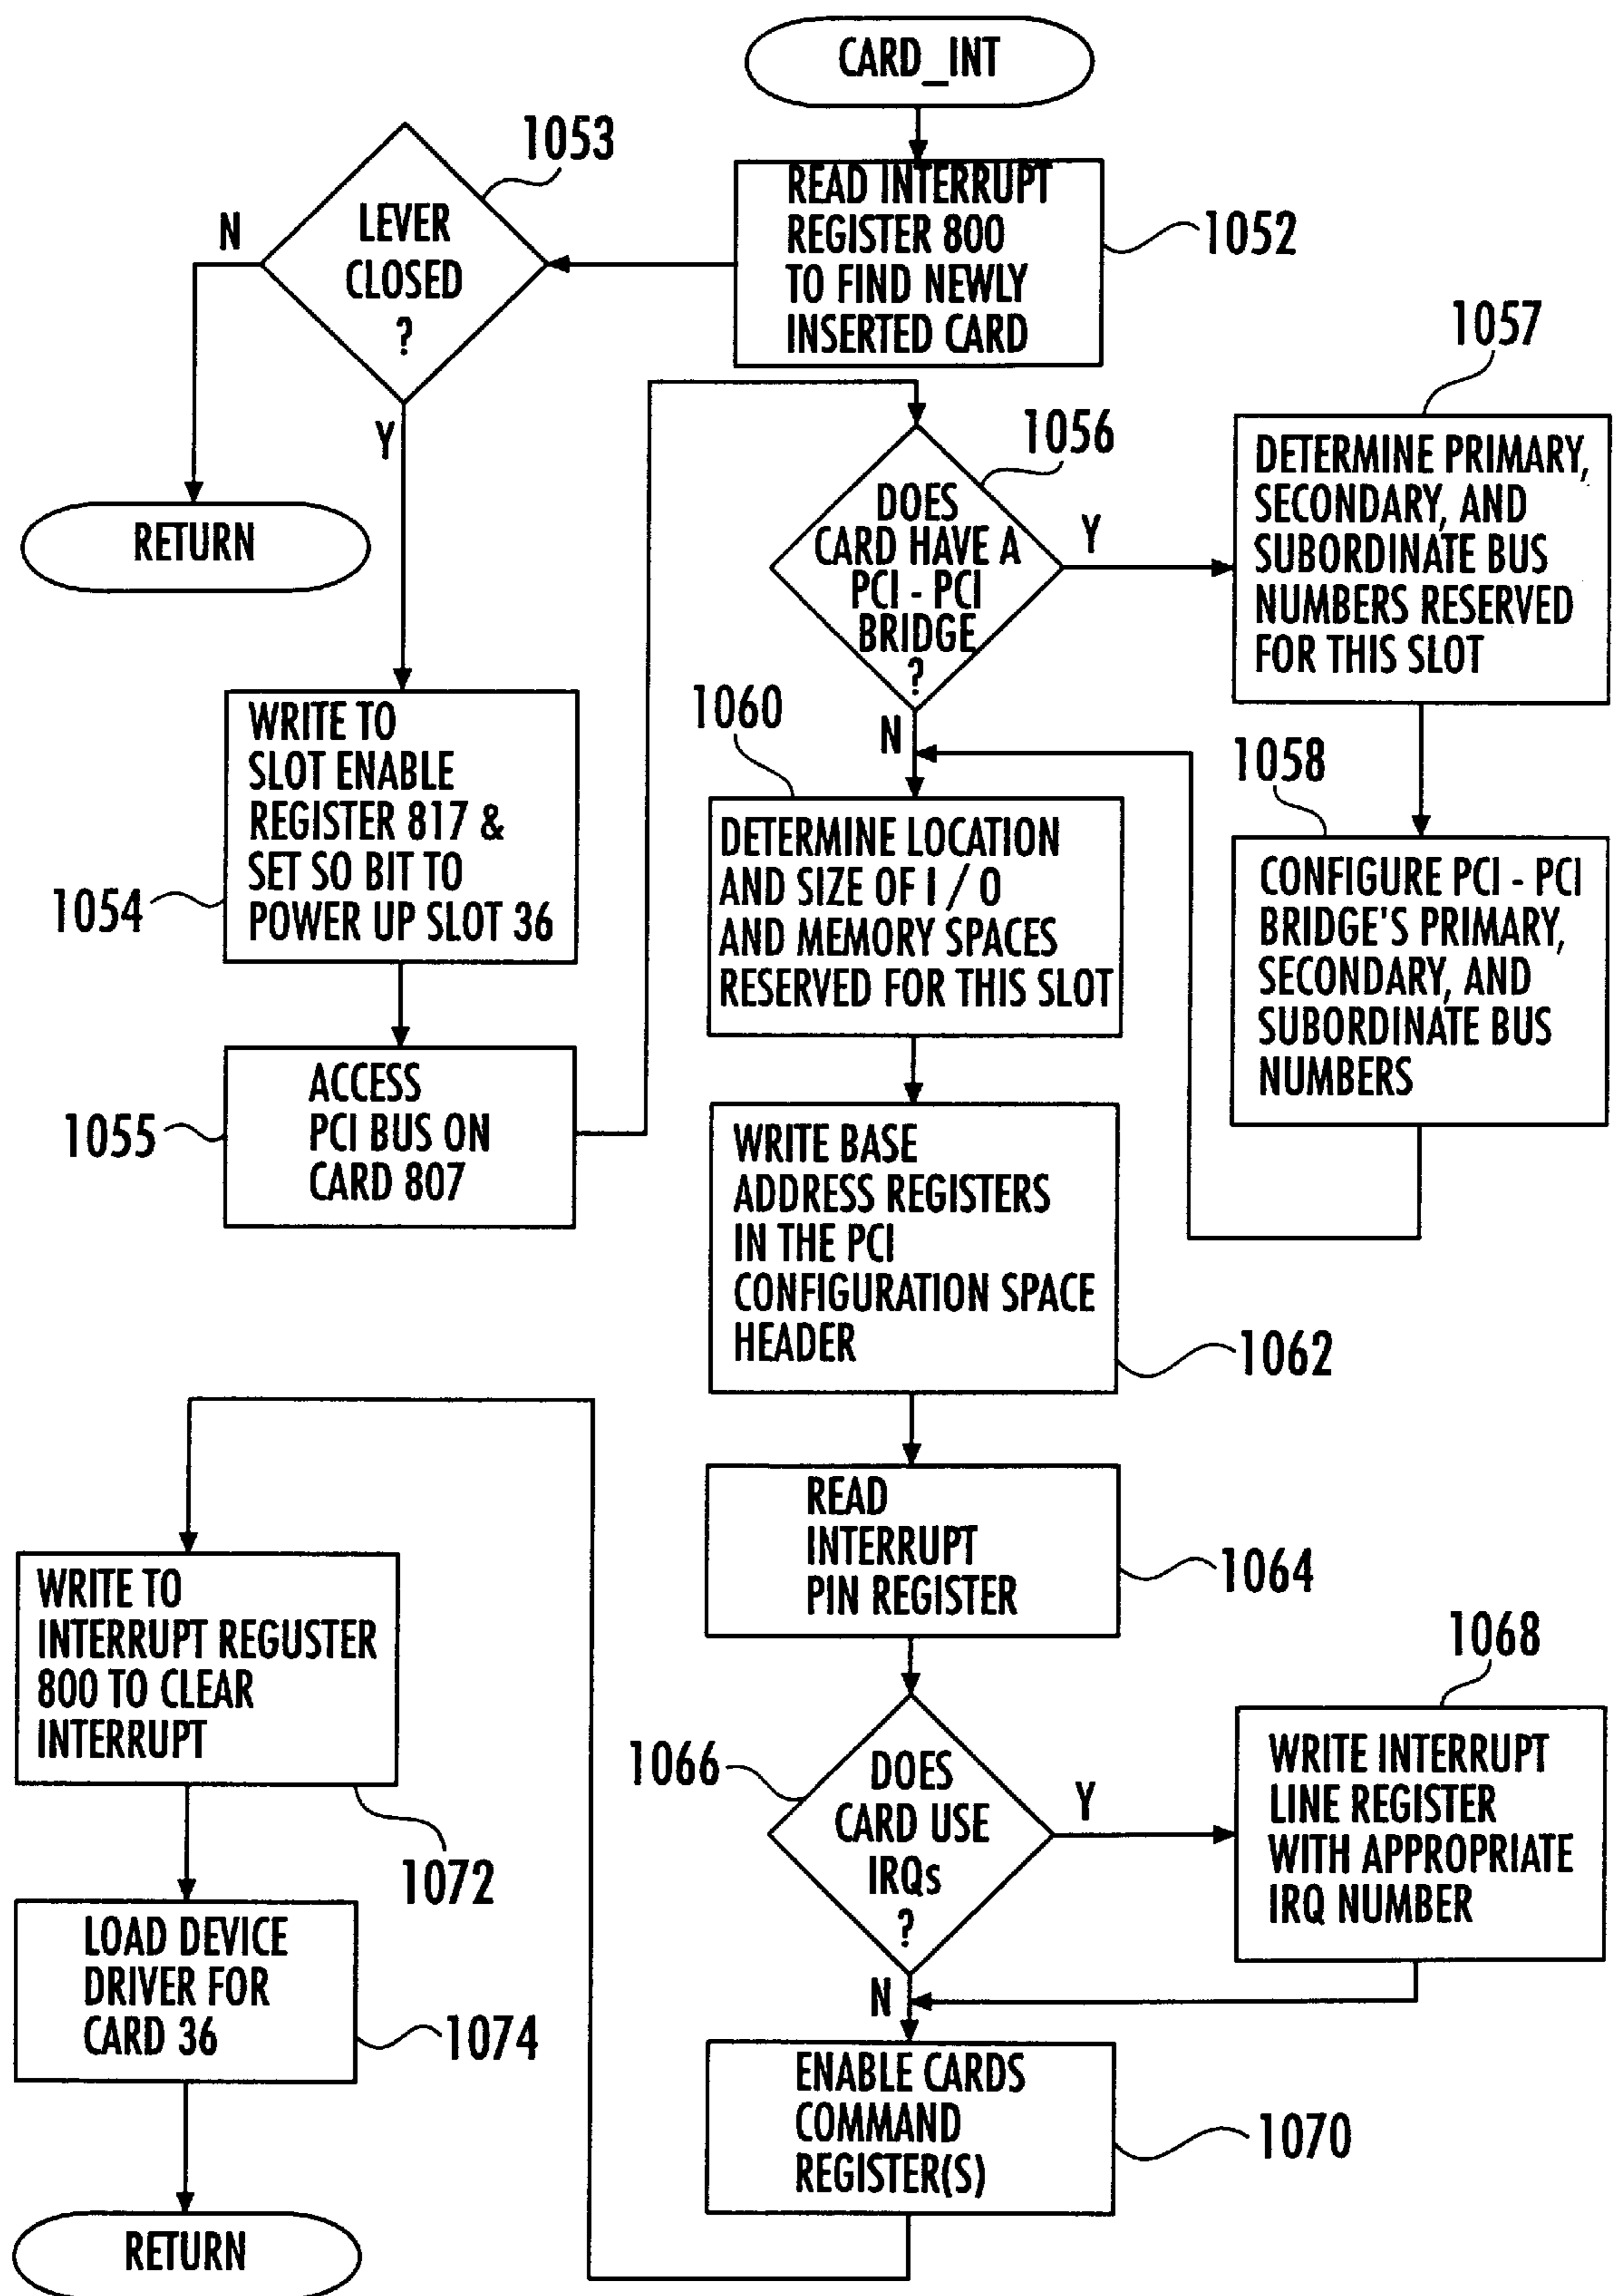 CARD_INT
READ INTERRUPT
REGISTER 800
TO FIND NEWLY
INSERTED CARD
1052
1053
LEVER
CLOSED
?
N
Y
RETURN
WRITE TO
SLOT ENABLE
REGISTER 817 &
SET SO BIT TO
POWER UP SLOT 36
1054
ACCESS
PCI BUS ON
CARD 807
1055
1056
DOES
CARD HAVE A
PCI - PCI
BRIDGE
?
Y
N
1057
DETERMINE PRIMARY,
SECONDARY, AND
SUBORDINATE BUS
NUMBERS RESERVED
FOR THIS SLOT
1058
CONFIGURE PCI - PCI
BRIDGE'S PRIMARY,
SECONDARY, AND
SUBORDINATE BUS
NUMBERS
1060
DETERMINE LOCATION
AND SIZE OF I / O
AND MEMORY SPACES
RESERVED FOR THIS SLOT
WRITE BASE
ADDRESS REGISTERS
IN THE PCI
CONFIGURATION SPACE
HEADER
1062
READ
INTERRUPT
PIN REGISTER
1064
1066
DOES
CARD USE
IRQs
?
Y
N
1068
WRITE INTERRUPT
LINE REGISTER
WITH APPROPRIATE
IRQ NUMBER
ENABLE CARDS
COMMAND
REGISTER(S)
1070
WRITE TO
INTERRUPT REGUSTER
800 TO CLEAR
INTERRUPT
1072
LOAD DEVICE
DRIVER FOR
CARD 36
1074
RETURN